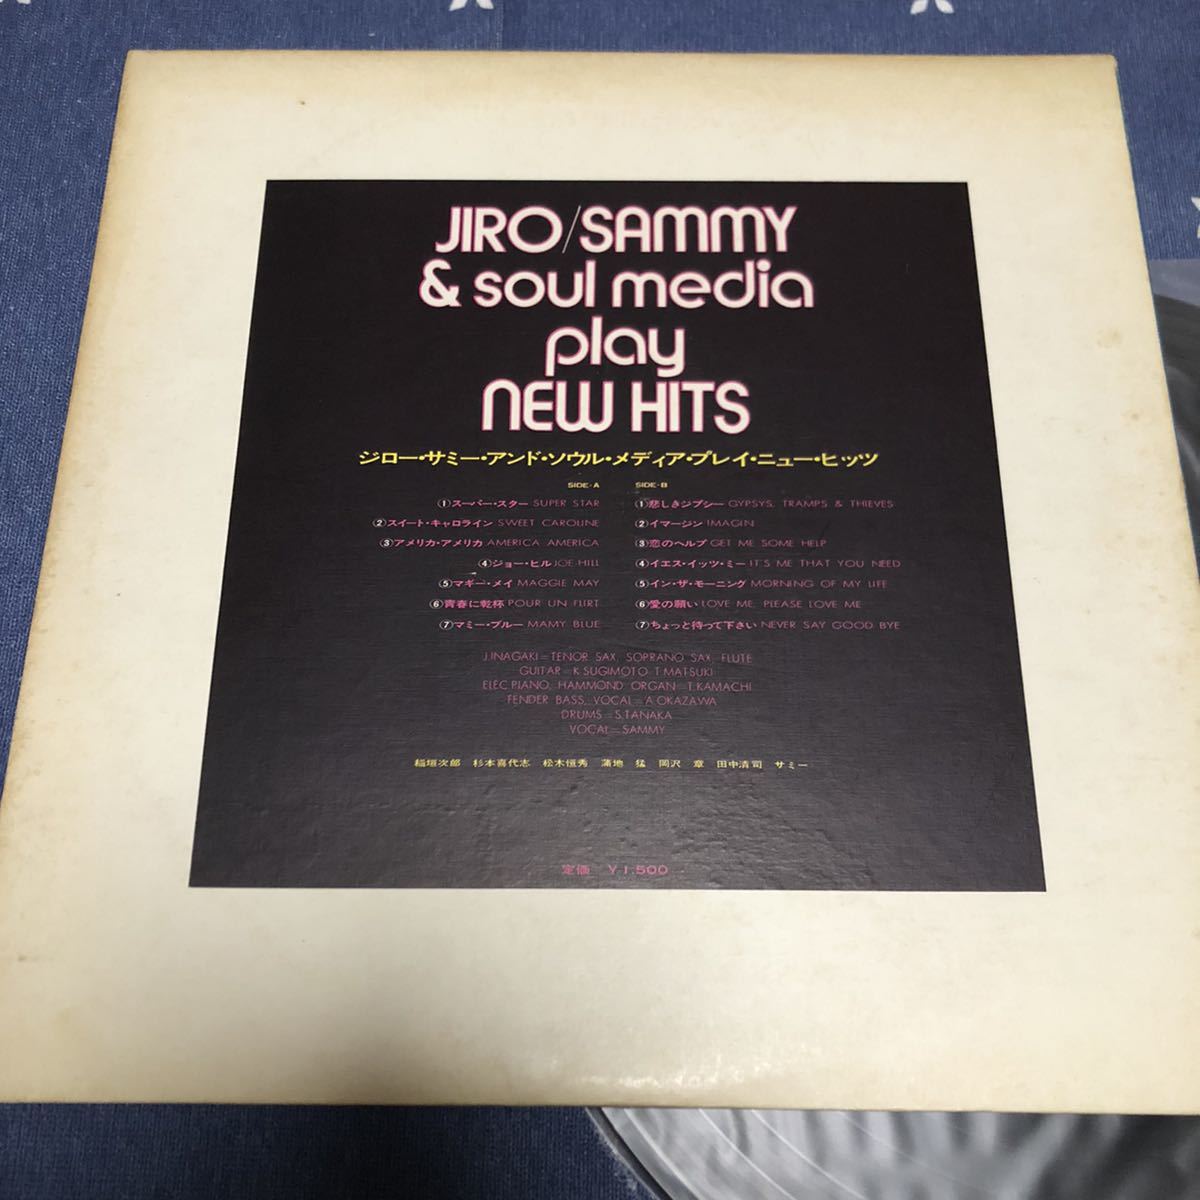 JIRO/SAMMY
& soul media
play
NEW HITS
ジロー・サミー・アンド・ソウル・メディア・プレイ・ニュー・ヒッツ
SIDE-A
①スーパー・スター SUPER STAR
②スイート・キャロライン SWEET CAROLINE
③アメリカ・アメリカ AMERICA AMERICA
④ジョー・ヒル JOE HILL
⑤マギー・メイ MAGGIE MAY
⑥青春に乾杯 POUR UN FLIRT
⑦マミー・ブルー MAMY BLUE
SIDE-B
①悲しきジプシー GYPSYS, TRAMPS & THIEVES
②イマージン IMAGIN
③恋のヘルプ GET ME SOME HELP
④イエス・イッツ・ミー IT'S ME THAT YOU NEED
⑤イン・ザ・モーニング MORNING OF MY LIFE
⑥愛の願い LOVE ME, PLEASE LOVE ME
⑦ちょっと待って下さい NEVER SAY GOOD BYE
J.INAGAKI=TENOR SAX, SOPRANO SAX, FLUTE
GUITAR=K.SUGIMOTO T.MATSUKI
ELEC PIANO, HAMMOND ORGAN=T.KAMACHI
FENDER BASS, VOCAL=A.OKAZAWA
DRUMS=S.TANAKA
VOCAL=SAMMY
稲垣次郎 杉本喜代志 松木恒秀 蒲地 猛 岡沢 章 田中清司 サミー
定価 ¥1,500